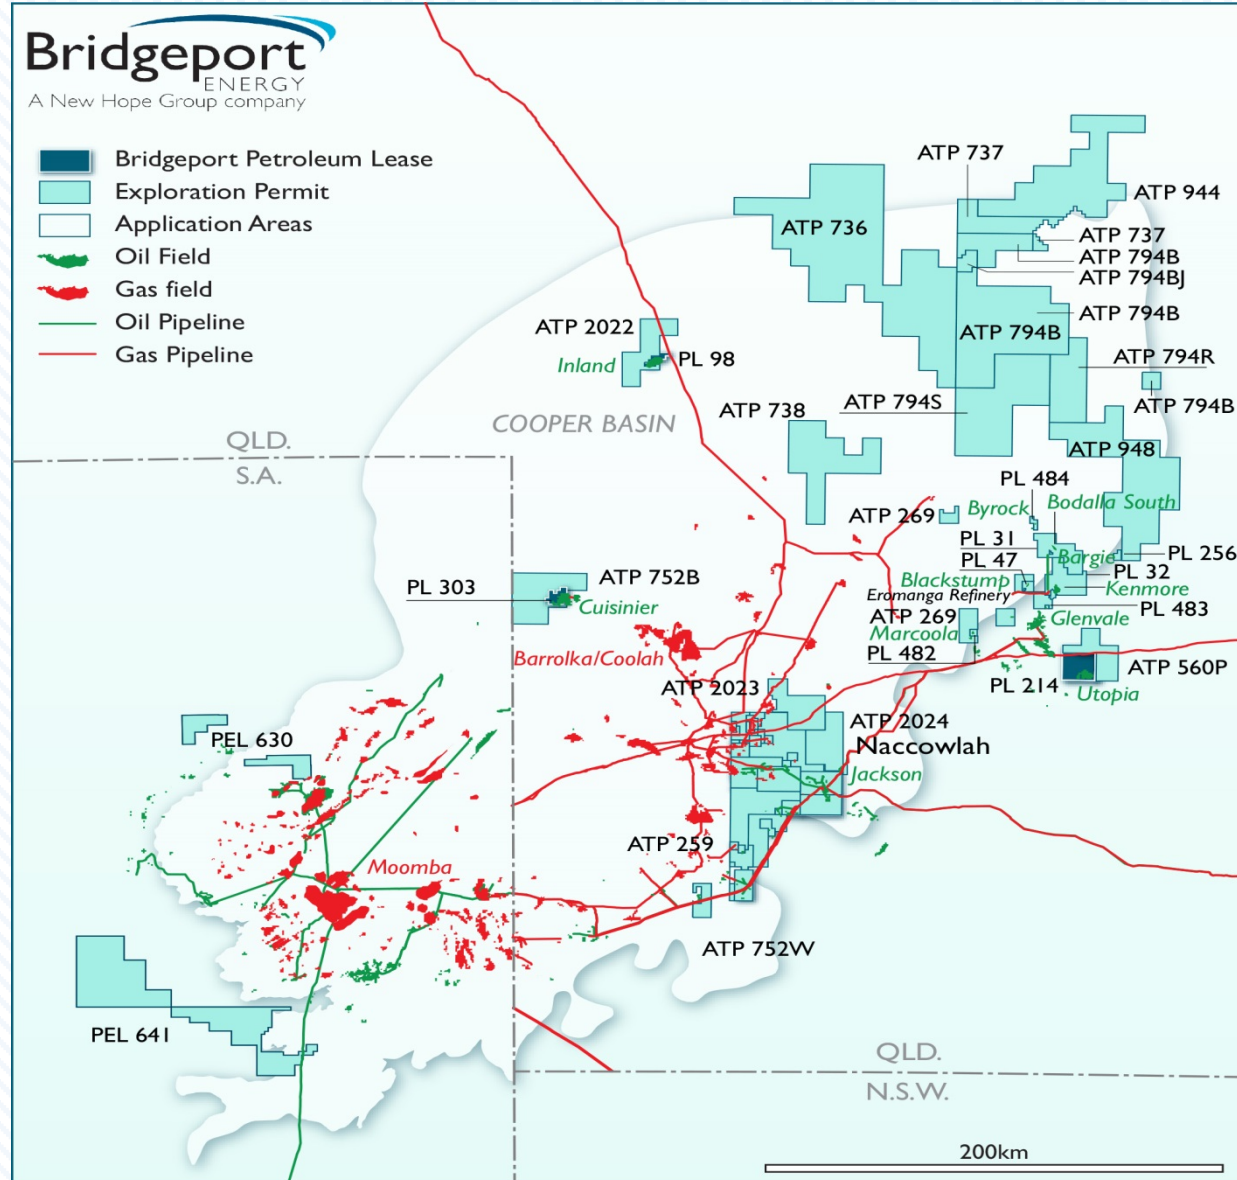 Bridgeport
ENERGY
A New Hope Group company
Bridgeport Petroleum Lease
Exploration Permit
Application Areas
Oil Field
Gas field
Oil Pipeline
Gas Pipeline
ATP 737
ATP 944
ATP 736
ATP 737
ATP 794B
ATP 794BJ
ATP 794B
ATP 2022
ATP 794B
Inland
PL 98
ATP 794R
ATP 738
ATP 794S
ATP 794B
COOPER BASIN
QLD.
S.A.
ATP 948
PL 484
Byrock
Bodalla South
ATP 269
PL 31
Bargie
PL 256
PL 47
PL 32
ATP 752B
Blackstump
Kenmore
PL 303
Eromanga Refinery
Cuisinier
PL 483
ATP 269
Glenvale
Marcoola
PL 482
Barrolka/Coolah
ATP 560P
ATP 2023
PL 214
Utopia
ATP 2024
PEL 630
Naccowlah
Jackson
ATP 259
Moomba
ATP 752W
PEL 641
QLD.
N.S.W.
200km